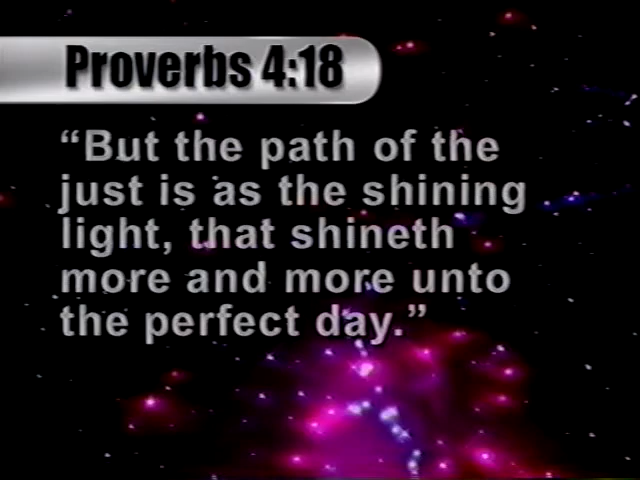 Proverbs 4:18
“But the path of the
just is as the shining
light, that shineth
more and more unto
the perfect day.”